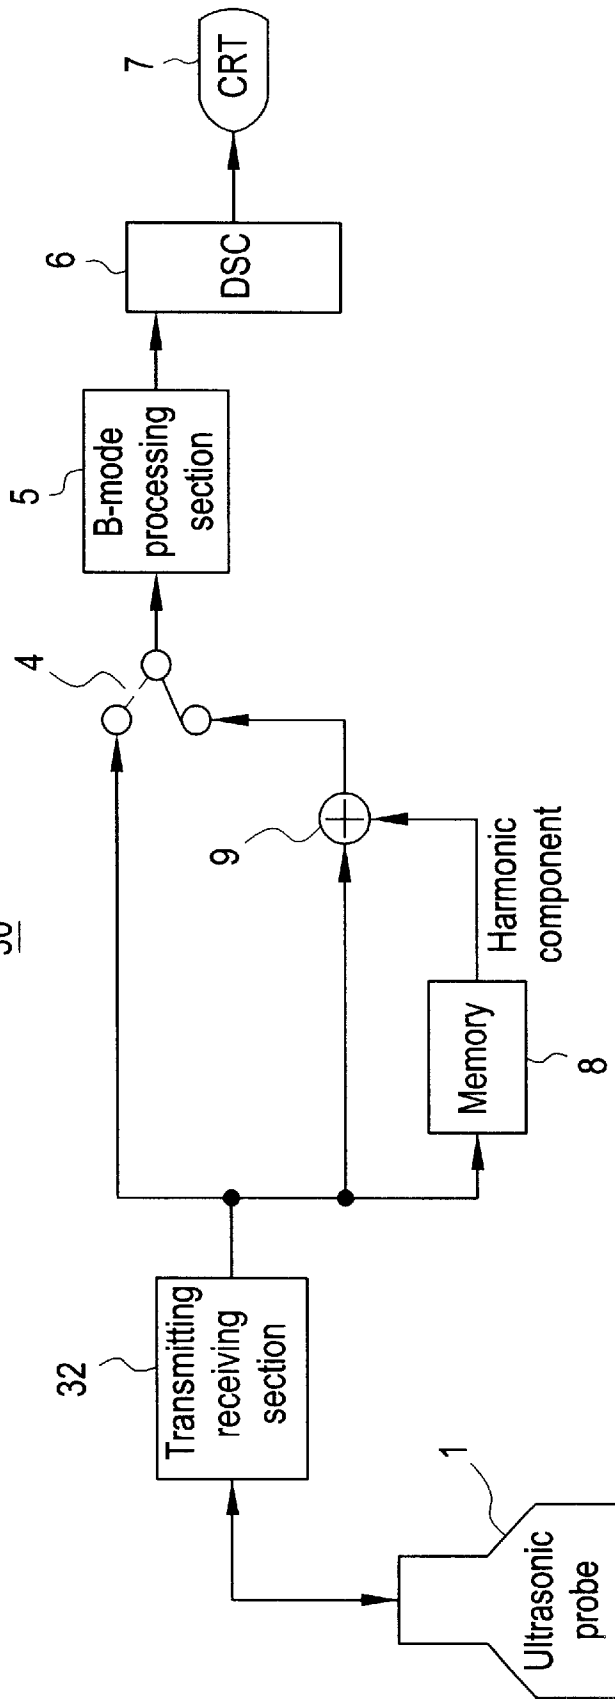 7
CRT
6
DSC
5
B-mode
processing
section
4
9
Harmonic
component
Memory
8
32
Transmitting
receiving
section
1
Ultrasonic
probe